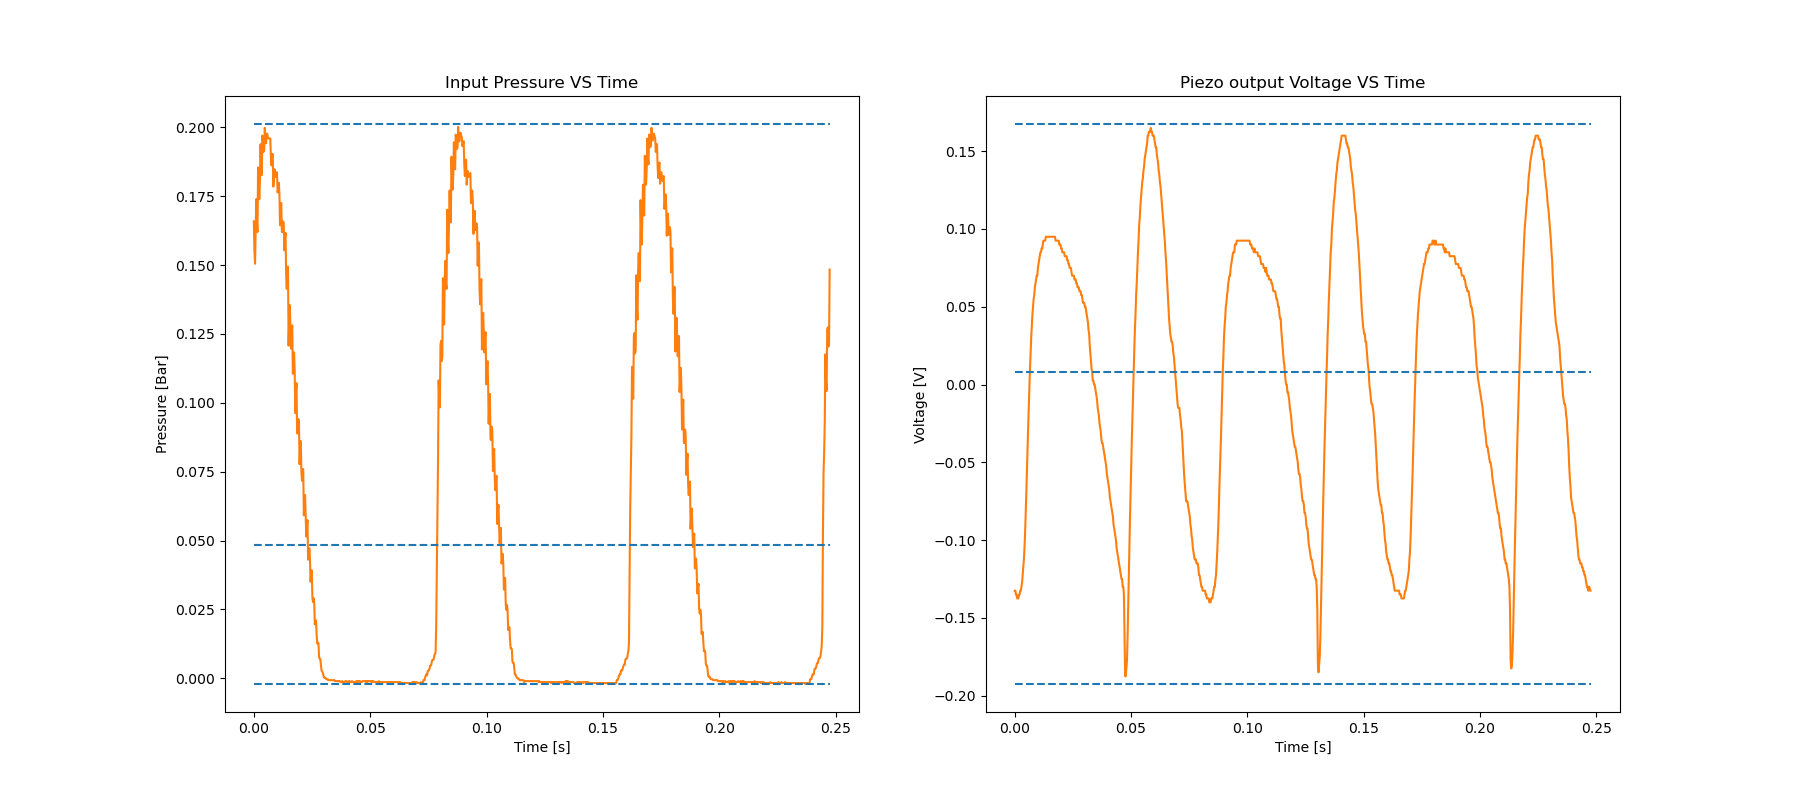 Input Pressure VS Time
Pressure [Bar]
0.200
0.175
0.150
0.125
0.100
0.075
0.050
0.025
0.000
0.00 0.05 0.10 0.15 0.20 0.25
Time [s]
Piezo output Voltage VS Time
Voltage [V]
0.15
0.10
0.05
0.00
−0.05
−0.10
−0.15
−0.20
0.00 0.05 0.10 0.15 0.20 0.25
Time [s]